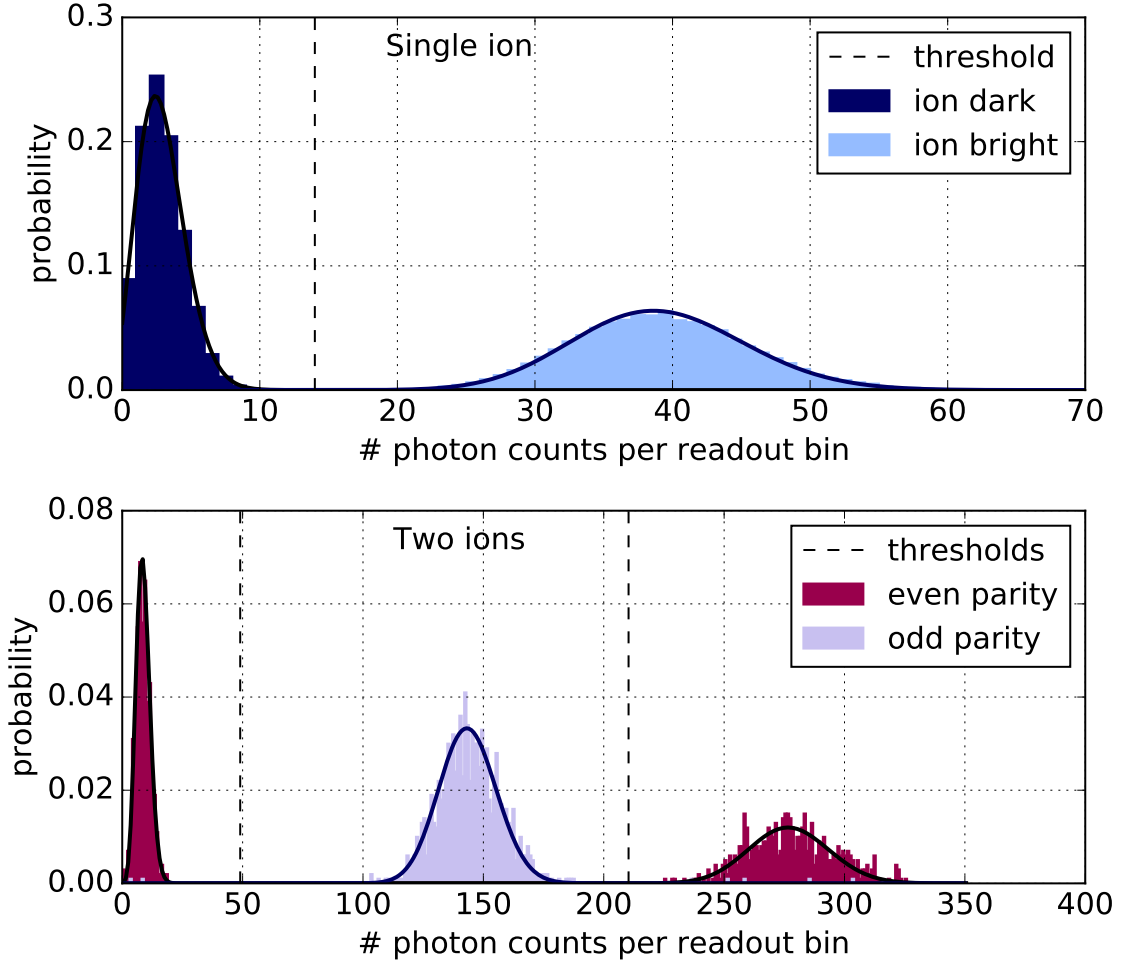 0.3
Single ion
threshold
ion dark
ion bright
0.2
0.1
0.0
probability
0 10 20 30 40 50 60 70
# photon counts per readout bin
0.08
Two ions
thresholds
even parity
odd parity
0.06
0.04
0.02
0.00
probability
0 50 100 150 200 250 300 350 400
# photon counts per readout bin